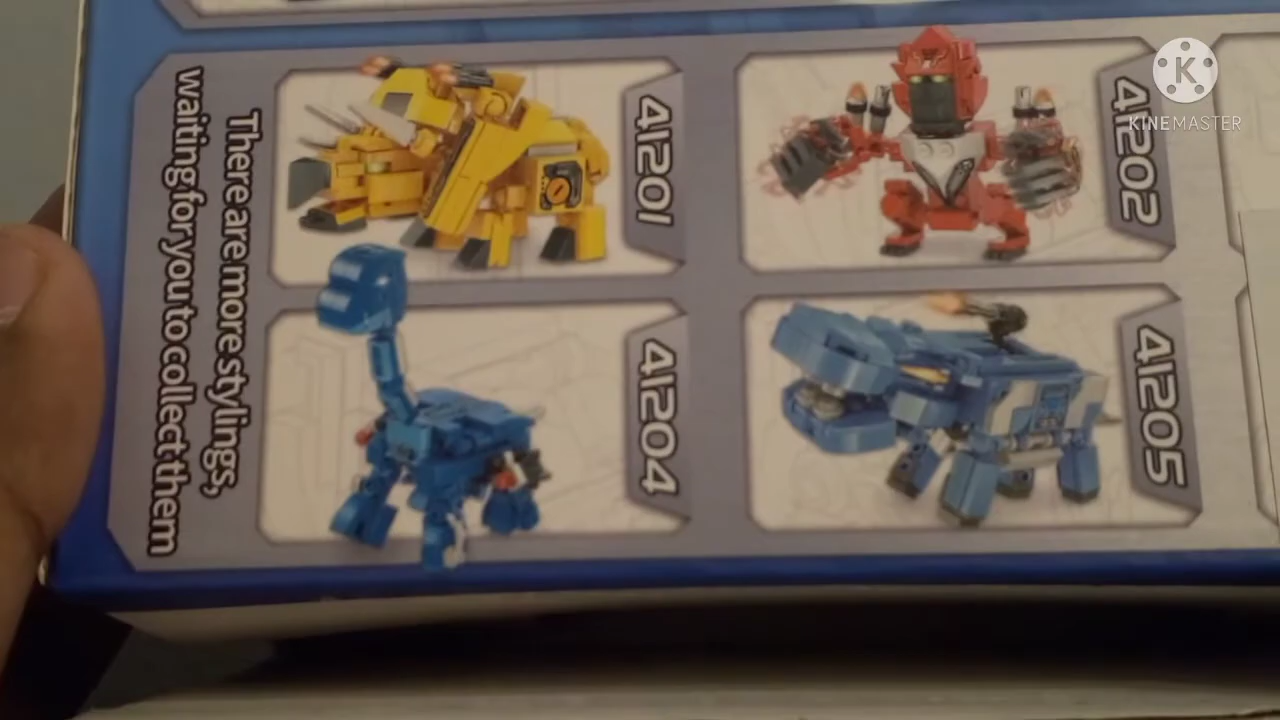 There are more stylings,
waiting for you to collect them
41201
41202
41204
41205
K
KINEMASTER